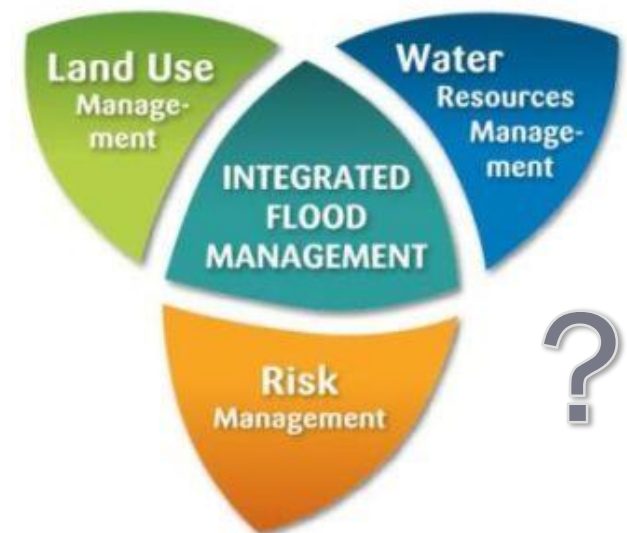 Land Use
Manage-
ment
Water
Resources
Manage-
ment
INTEGRATED
FLOOD
MANAGEMENT
Risk
Management
?